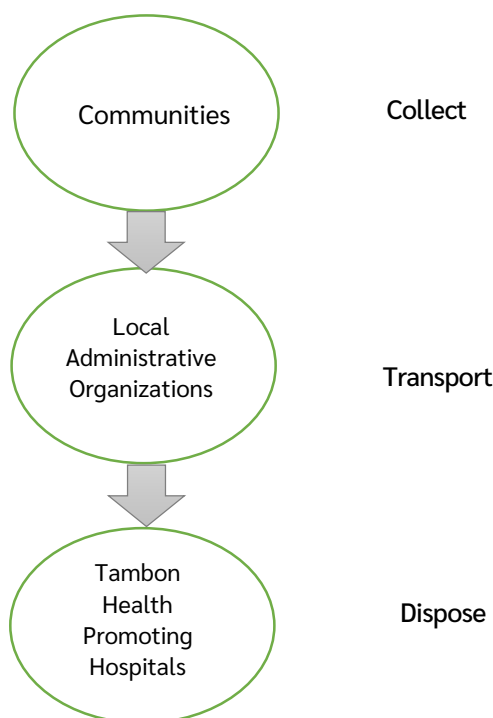 Communities
Collect
Local
Administrative
Organizations
Transport
Tambon
Health
Promoting
Hospitals
Dispose